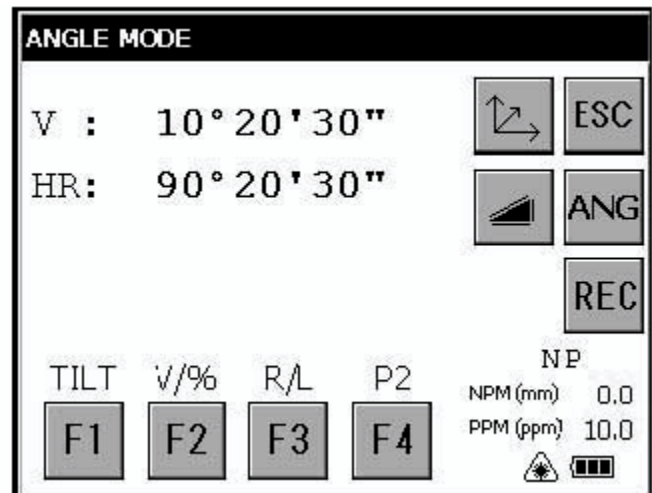 ANGLE MODE
V : 10°20'30"
HR: 90°20'30"
ESC
ANG
REC
TILT V/% R/L P2
F1 F2 F3 F4
NP
NPM (mm) 0.0
PPM (ppm) 10.0